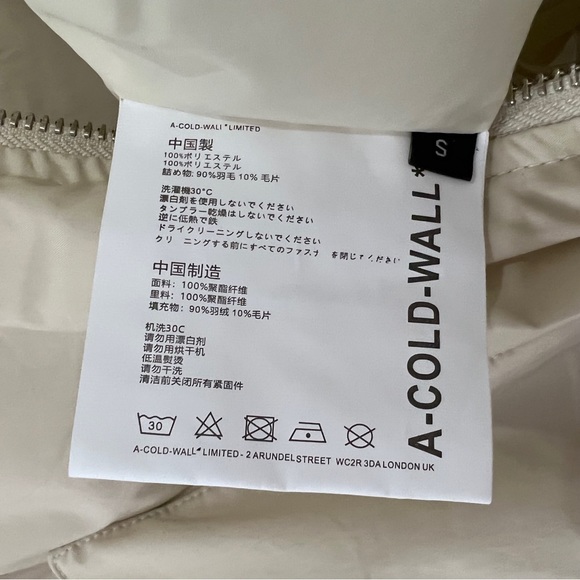 A-COLD-WALL* LIMITED
中国製
100%ポリエステル
100%ポリエステル
詰め物: 90%羽毛 10% 毛片
洗濯機30°C
漂白剤を使用しないでください
タンブラー乾燥はしないでください
逆に低熱で鉄
ドライクリーニングしないでください
クリーニングする前にすべてのファスナーを閉じてください
中国制造
面料: 100%聚酯纤维
里料: 100%聚酯纤维
填充物: 90%羽绒 10%毛片
机洗30C
请勿用漂白剂
请勿用烘干机
低温熨烫
请勿干洗
清洁前关闭所有紧固件
30
A-COLD-WALL* LIMITED - 2 ARUNDEL STREET WC2R 3DA LONDON UK
A-COLD-WALL*
S